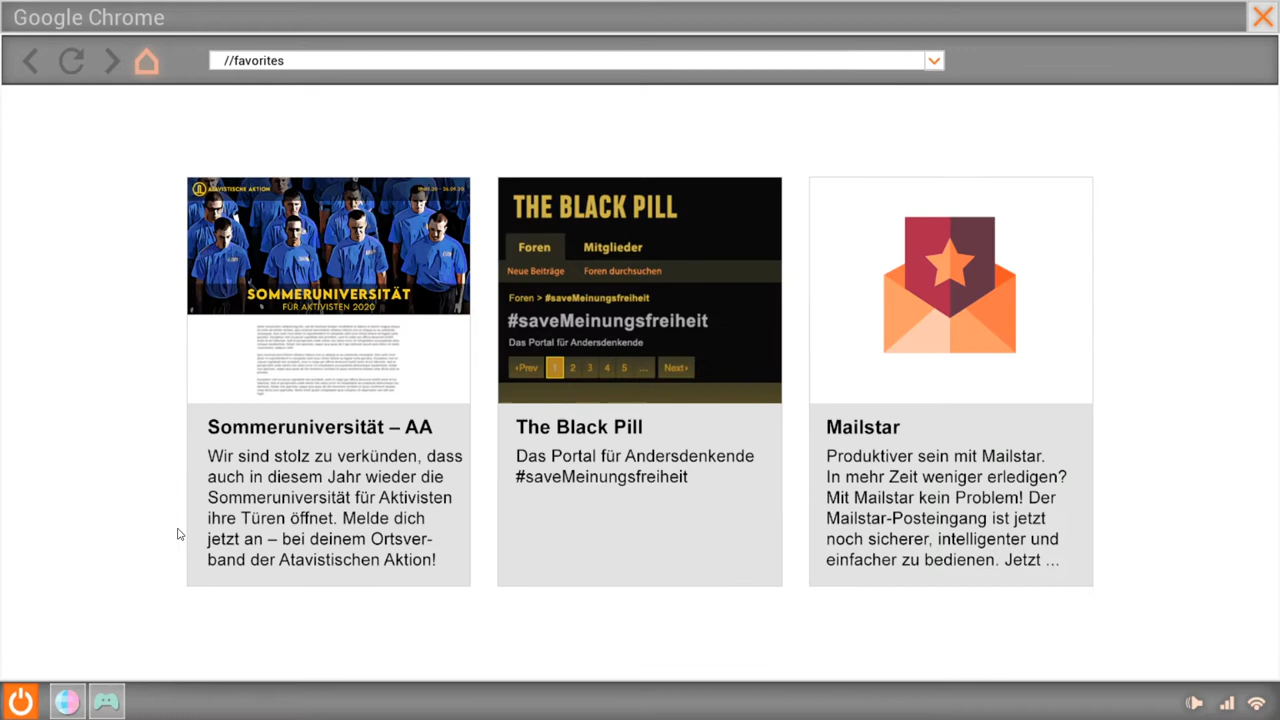 Google Chrome
//favorites
ATAVISTISCHE AKTION
SOMMERUNIVERSITÄT
FÜR AKTIVISTEN 2020
Sommeruniversität – AA
Wir sind stolz zu verkünden, dass
auch in diesem Jahr wieder die
Sommeruniversität für Aktivisten
ihre Türen öffnet. Melde dich
jetzt an – bei deinem Ortsver-
band der Atavistischen Aktion!
THE BLACK PILL
Foren Mitglieder
Neue Beiträge Foren durchsuchen
Foren > #saveMeinungsfreiheit
#saveMeinungsfreiheit
Das Portal für Andersdenkende
‹Prev 1 2 3 4 5 ... Next›
The Black Pill
Das Portal für Andersdenkende
#saveMeinungsfreiheit
Mailstar
Produktiver sein mit Mailstar.
In mehr Zeit weniger erledigen?
Mit Mailstar kein Problem! Der
Mailstar-Posteingang ist jetzt
noch sicherer, intelligenter und
einfacher zu bedienen. Jetzt ...